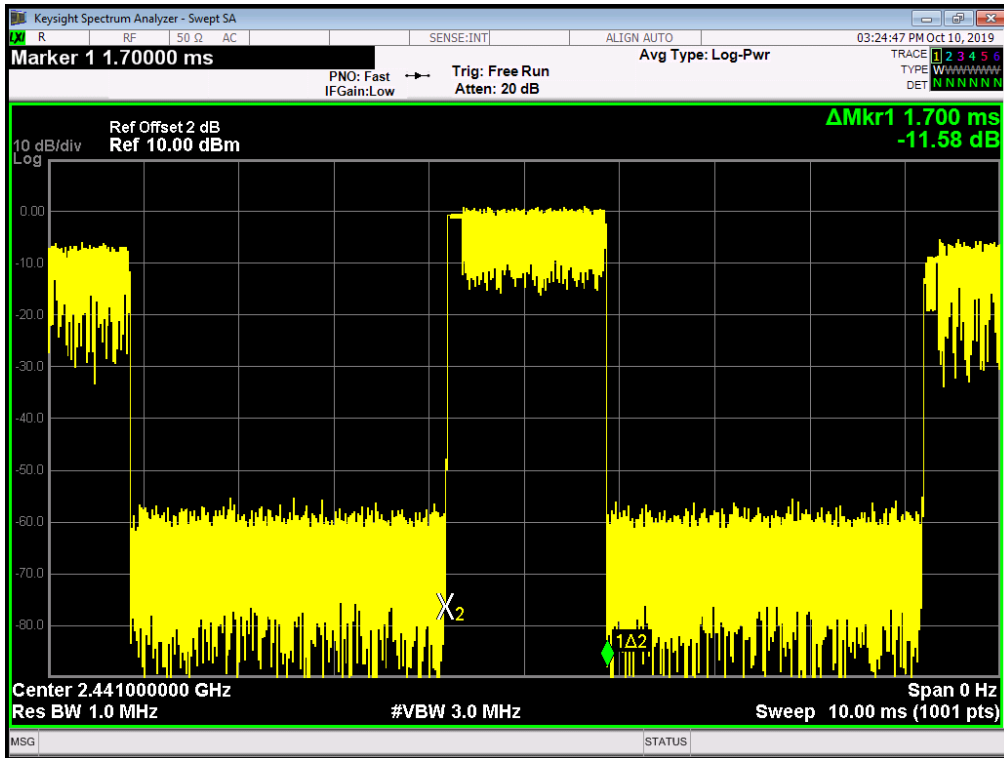 Keysight Spectrum Analyzer - Swept SA
LXI R RF 50 Ω AC SENSE:INT ALIGN AUTO 03:24:47 PM Oct 10, 2019
Marker 1 1.70000 ms
PNO: Fast
IFGain:Low
Trig: Free Run
Atten: 20 dB
Avg Type: Log-Pwr
TRACE 1 2 3 4 5 6
TYPE WWWWWW
DET N N N N N N
ΔMkr1 1.700 ms
-11.58 dB
Ref Offset 2 dB
10 dB/div Ref 10.00 dBm
Log
0.00
-10.0
-20.0
-30.0
-40.0
-50.0
-60.0
-70.0
-80.0
X2
1Δ2
Center 2.441000000 GHz Span 0 Hz
Res BW 1.0 MHz #VBW 3.0 MHz Sweep 10.00 ms (1001 pts)
MSG STATUS